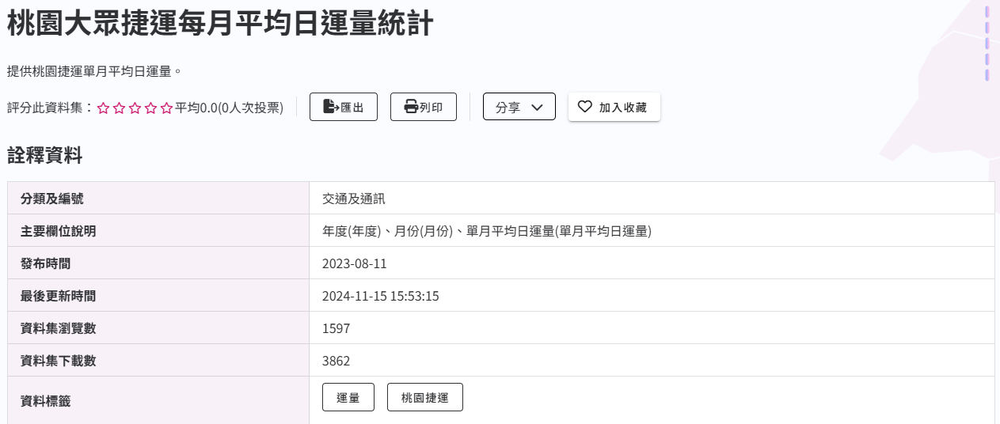 桃園大眾捷運每月平均日運量統計
提供桃園捷運單月平均日運量。
評分此資料集：平均0.0(0人次投票) 匯出 列印 分享 加入收藏
詮釋資料
分類及編號 交通及通訊
主要欄位說明 年度(年度)、月份(月份)、單月平均日運量(單月平均日運量)
發布時間 2023-08-11
最後更新時間 2024-11-15 15:53:15
資料集瀏覽數 1597
資料集下載數 3862
資料標籤 運量 桃園捷運